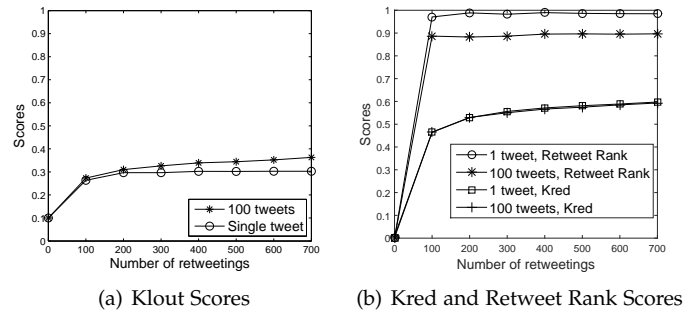 1
0.9
0.8
0.7
0.6
0.5
0.4
0.3
0.2
0.1
0
Scores
0 100 200 300 400 500 600 700
Number of retweetings
100 tweets
Single tweet
(a) Klout Scores
1
0.9
0.8
0.7
0.6
0.5
0.4
0.3
0.2
0.1
0
Scores
0 100 200 300 400 500 600 700
Number of retweetings
1 tweet, Retweet Rank
100 tweets, Retweet Rank
1 tweet, Kred
100 tweets, Kred
(b) Kred and Retweet Rank Scores